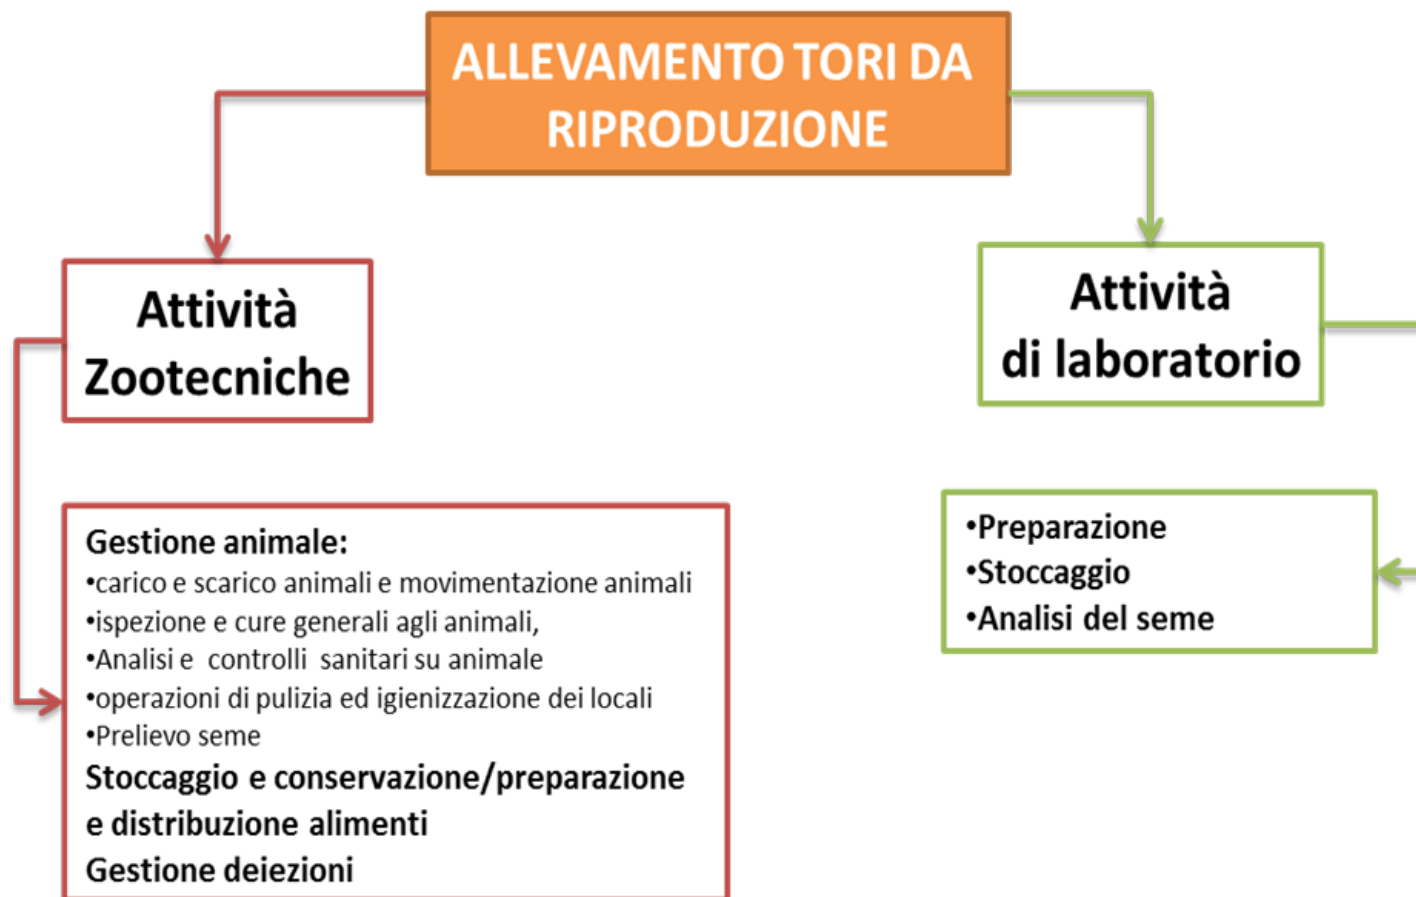 ALLEVAMENTO TORI DA
RIPRODUZIONE
Attività
Zootecniche
Attività
di laboratorio
Gestione animale:
•carico e scarico animali e movimentazione animali
•ispezione e cure generali agli animali,
•Analisi e  controlli  sanitari su animale
•operazioni di pulizia ed igienizzazione dei locali
•Prelievo seme
Stoccaggio e conservazione/preparazione
e distribuzione alimenti
Gestione deiezioni
•Preparazione
•Stoccaggio
•Analisi del seme